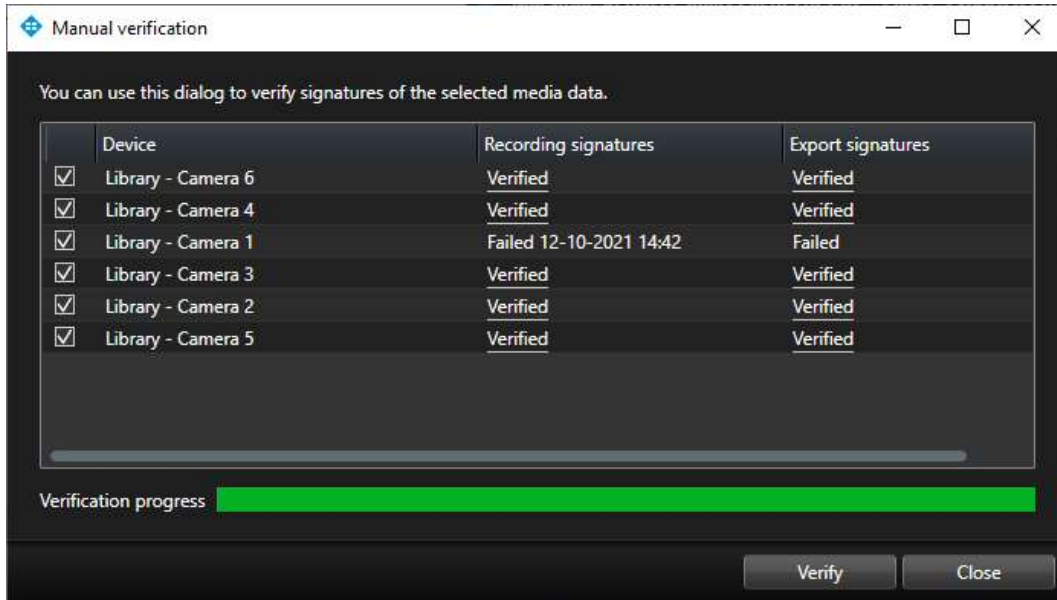 Manual verification
You can use this dialog to verify signatures of the selected media data.
Device Recording signatures Export signatures
Library - Camera 6 Verified Verified
Library - Camera 4 Verified Verified
Library - Camera 1 Failed 12-10-2021 14:42 Failed
Library - Camera 3 Verified Verified
Library - Camera 2 Verified Verified
Library - Camera 5 Verified Verified
Verification progress
Verify Close